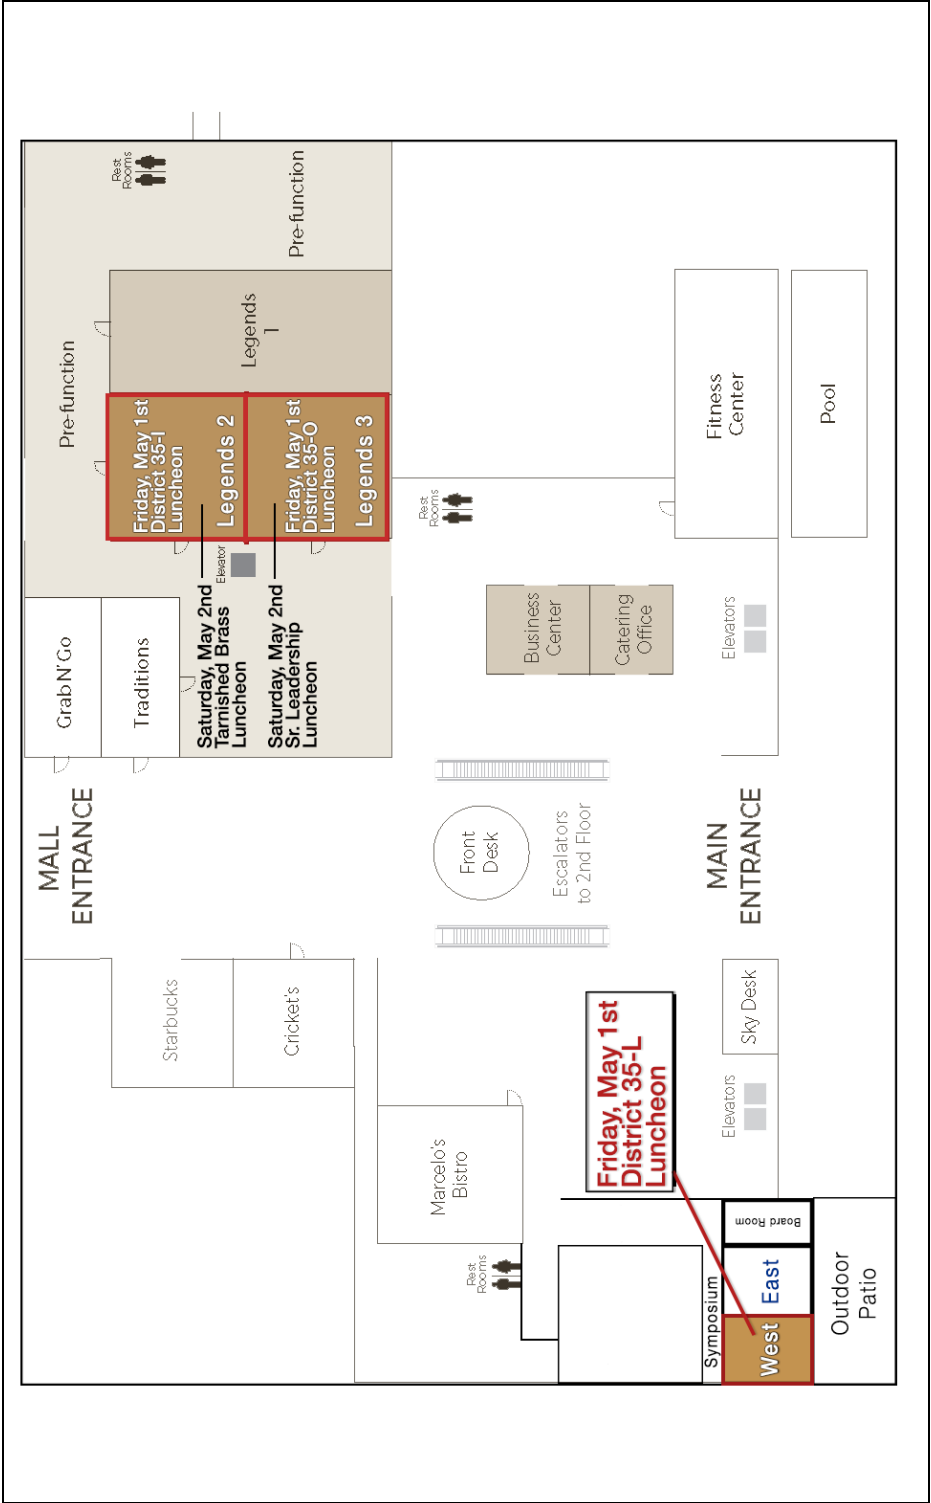 Rest
Rooms
Pre-function
Pre-function
Legends
1
Friday, May 1st
District 35-I
Luncheon
Legends 2
Friday, May 1st
District 35-O
Luncheon
Legends 3
Fitness
Center
Pool
Rest
Rooms
Elevator
Saturday, May 2nd
Tarnished Brass
Luncheon
Saturday, May 2nd
Sr. Leadership
Luncheon
Grab N' Go
Traditions
Business
Center
Catering
Office
Elevators
MALL
ENTRANCE
Front
Desk
Escalators
to 2nd Floor
MAIN
ENTRANCE
Starbucks
Cricket's
Sky Desk
Friday, May 1st
District 35-L
Luncheon
Elevators
Marcelo's
Bistro
Rest
Rooms
Board Room
Symposium
East
West
Outdoor
Patio